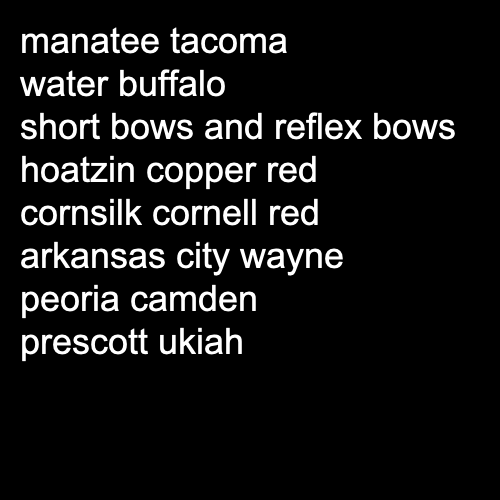 manatee tacoma
water buffalo
short bows and reflex bows
hoatzin copper red
cornsilk cornell red
arkansas city wayne
peoria camden
prescott ukiah